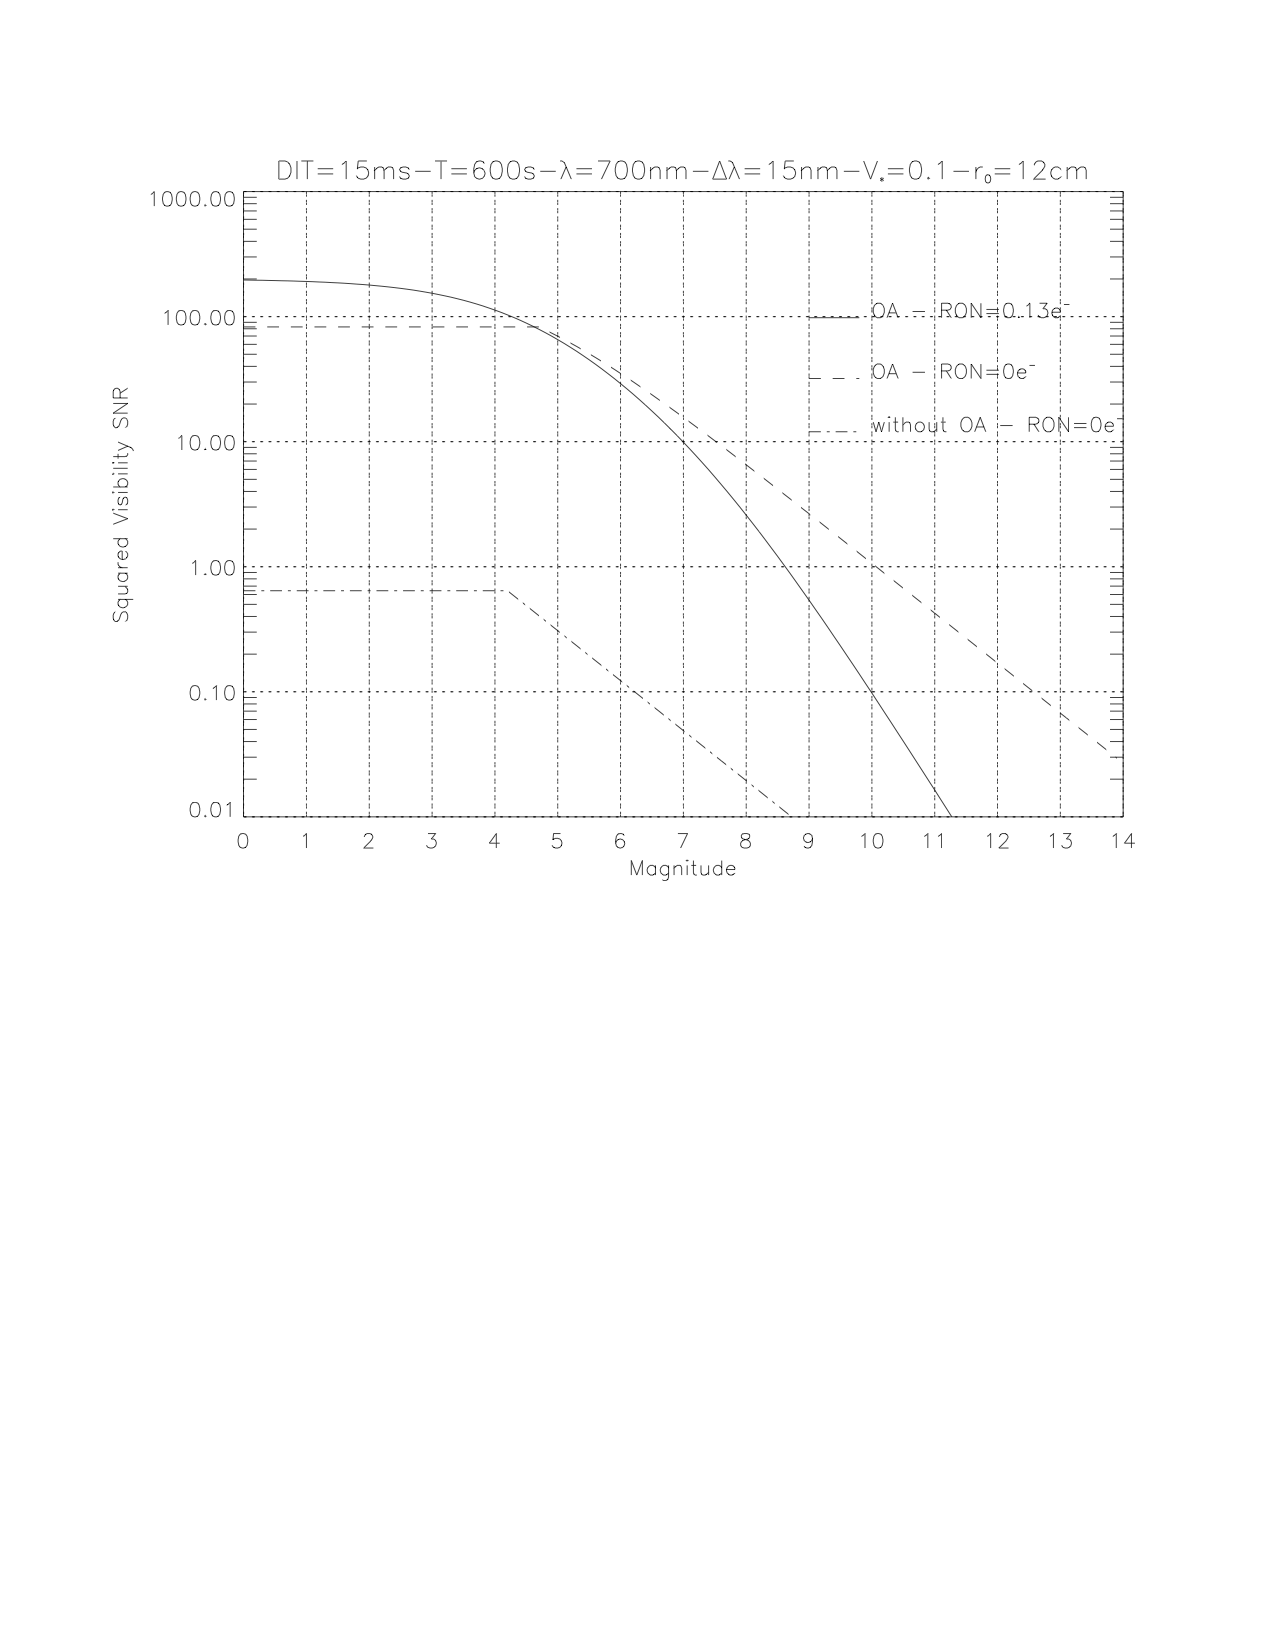 DIT=15ms−T=600s−λ=700nm−Δλ=15nm−V*=0.1−r0=12cm
1000.00
100.00
10.00
1.00
0.10
0.01
Squared Visibility SNR
OA − RON=0.13e⁻
OA − RON=0e⁻
without OA − RON=0e⁻
0 1 2 3 4 5 6 7 8 9 10 11 12 13 14
Magnitude